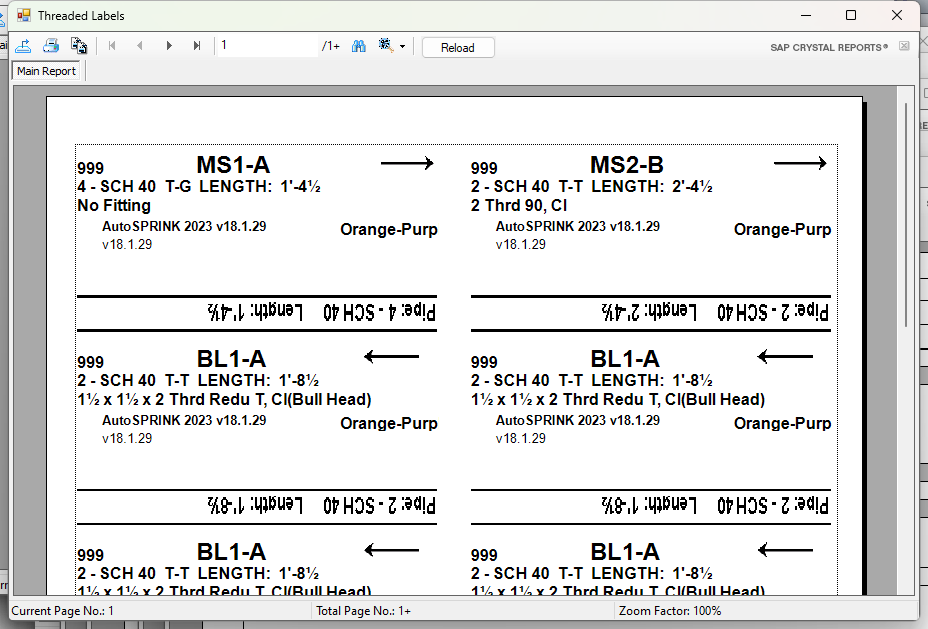 Threaded Labels
1 /1+ Reload SAP CRYSTAL REPORTS®
Main Report
999 MS1-A
4 - SCH 40 T-G LENGTH: 1'-4½
No Fitting
AutoSPRINK 2023 v18.1.29
v18.1.29
Orange-Purp
Pipe: 4 - SCH 40 Length: 1'-4½
999 MS2-B
2 - SCH 40 T-T LENGTH: 2'-4½
2 Thrd 90, CI
AutoSPRINK 2023 v18.1.29
v18.1.29
Orange-Purp
Pipe: 2 - SCH 40 Length: 2'-4½
999 BL1-A
2 - SCH 40 T-T LENGTH: 1'-8½
1½ x 1½ x 2 Thrd Redu T, CI(Bull Head)
AutoSPRINK 2023 v18.1.29
v18.1.29
Orange-Purp
Pipe: 2 - SCH 40 Length: 1'-8½
999 BL1-A
2 - SCH 40 T-T LENGTH: 1'-8½
1½ x 1½ x 2 Thrd Redu T, CI(Bull Head)
AutoSPRINK 2023 v18.1.29
v18.1.29
Orange-Purp
Pipe: 2 - SCH 40 Length: 1'-8½
999 BL1-A
2 - SCH 40 T-T LENGTH: 1'-8½
1½ x 1½ x 2 Thrd Redu T, CI(Bull Head)
999 BL1-A
2 - SCH 40 T-T LENGTH: 1'-8½
1½ x 1½ x 2 Thrd Redu T, CI(Bull Head)
Current Page No.: 1 Total Page No.: 1+ Zoom Factor: 100%